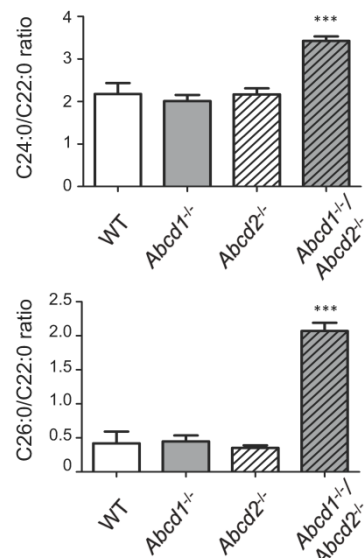 C24:0/C22:0 ratio
4
3
2
2
0
***
WT
Abcd1-/-
Abcd2-/-
Abcd1-/-/
Abcd2-/-
C26:0/C22:0 ratio
2.5
2.0
1.5
1.0
0.5
0
***
WT
Abcd1-/-
Abcd2-/-
Abcd1-/-/
Abcd2-/-